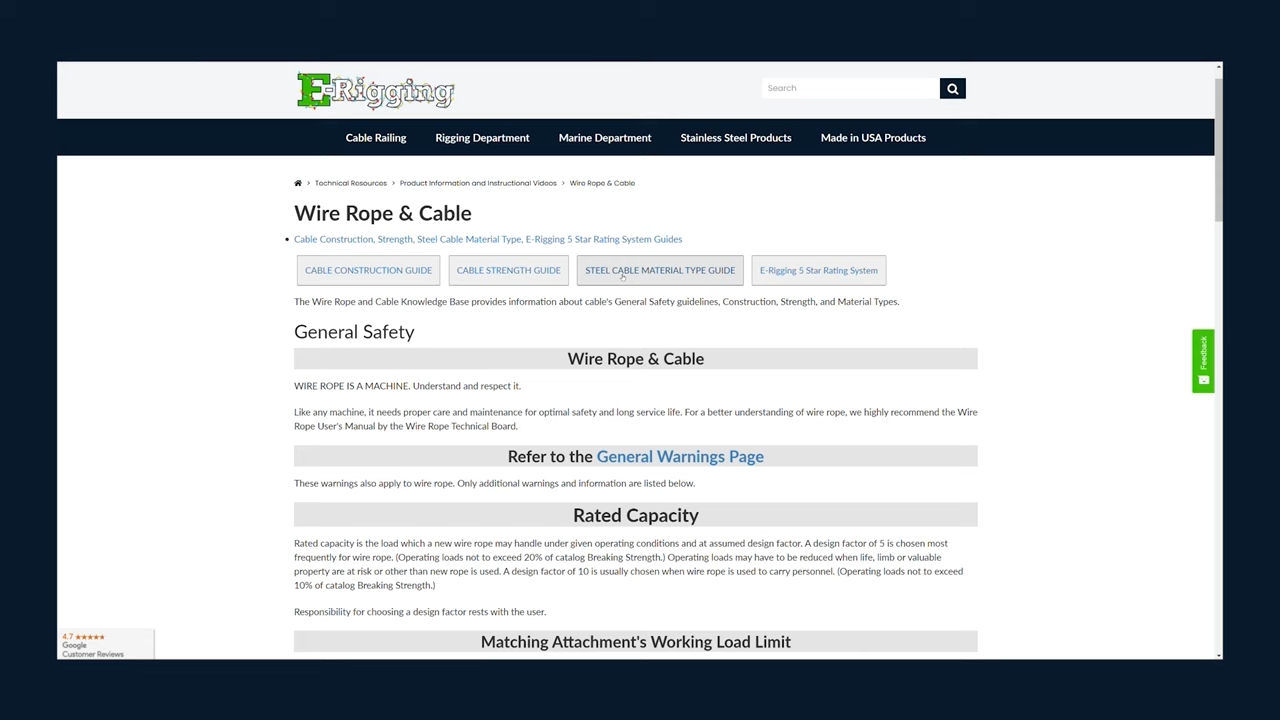 E-Rigging
Search
Cable Railing Rigging Department Marine Department Stainless Steel Products Made in USA Products
> Technical Resources > Product Information and Instructional Videos > Wire Rope & Cable
Wire Rope & Cable
• Cable Construction, Strength, Steel Cable Material Type, E-Rigging 5 Star Rating System Guides
CABLE CONSTRUCTION GUIDE CABLE STRENGTH GUIDE STEEL CABLE MATERIAL TYPE GUIDE E-Rigging 5 Star Rating System
The Wire Rope and Cable Knowledge Base provides information about cable's General Safety guidelines, Construction, Strength, and Material Types.
General Safety
Wire Rope & Cable
WIRE ROPE IS A MACHINE. Understand and respect it.
Like any machine, it needs proper care and maintenance for optimal safety and long service life. For a better understanding of wire rope, we highly recommend the Wire
Rope User's Manual by the Wire Rope Technical Board.
Refer to the General Warnings Page
These warnings also apply to wire rope. Only additional warnings and information are listed below.
Rated Capacity
Rated capacity is the load which a new wire rope may handle under given operating conditions and at assumed design factor. A design factor of 5 is chosen most
frequently for wire rope. (Operating loads not to exceed 20% of catalog Breaking Strength.) Operating loads may have to be reduced when life, limb or valuable
property are at risk or other than new rope is used. A design factor of 10 is usually chosen when wire rope is used to carry personnel. (Operating loads not to exceed
10% of catalog Breaking Strength.)
Responsibility for choosing a design factor rests with the user.
Matching Attachment's Working Load Limit
Feedback
4.7 ★★★★★
Google
Customer Reviews